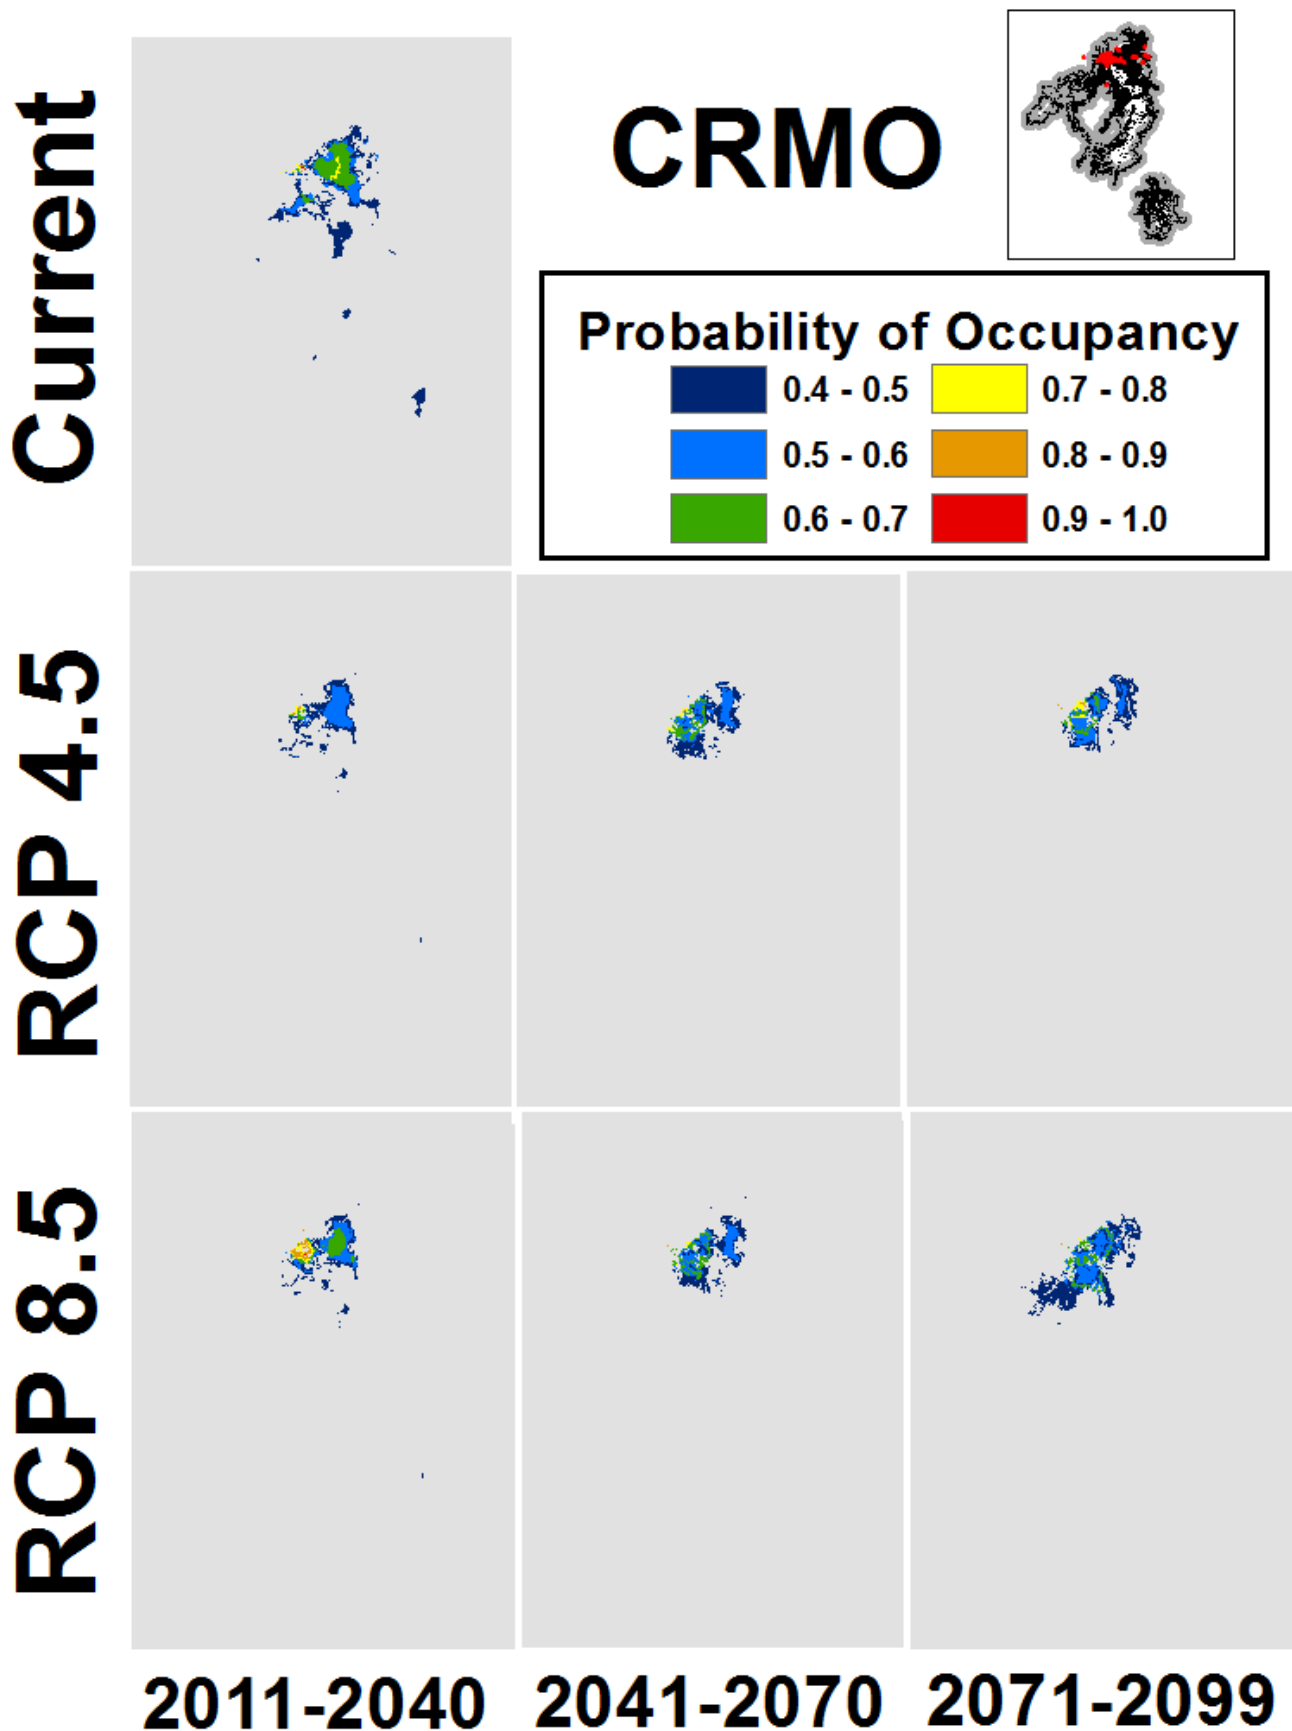 Current
CRMO
Probability of Occupancy
0.4 - 0.5
0.7 - 0.8
0.5 - 0.6
0.8 - 0.9
0.6 - 0.7
0.9 - 1.0
RCP 4.5
RCP 8.5
2011-2040
2041-2070
2071-2099